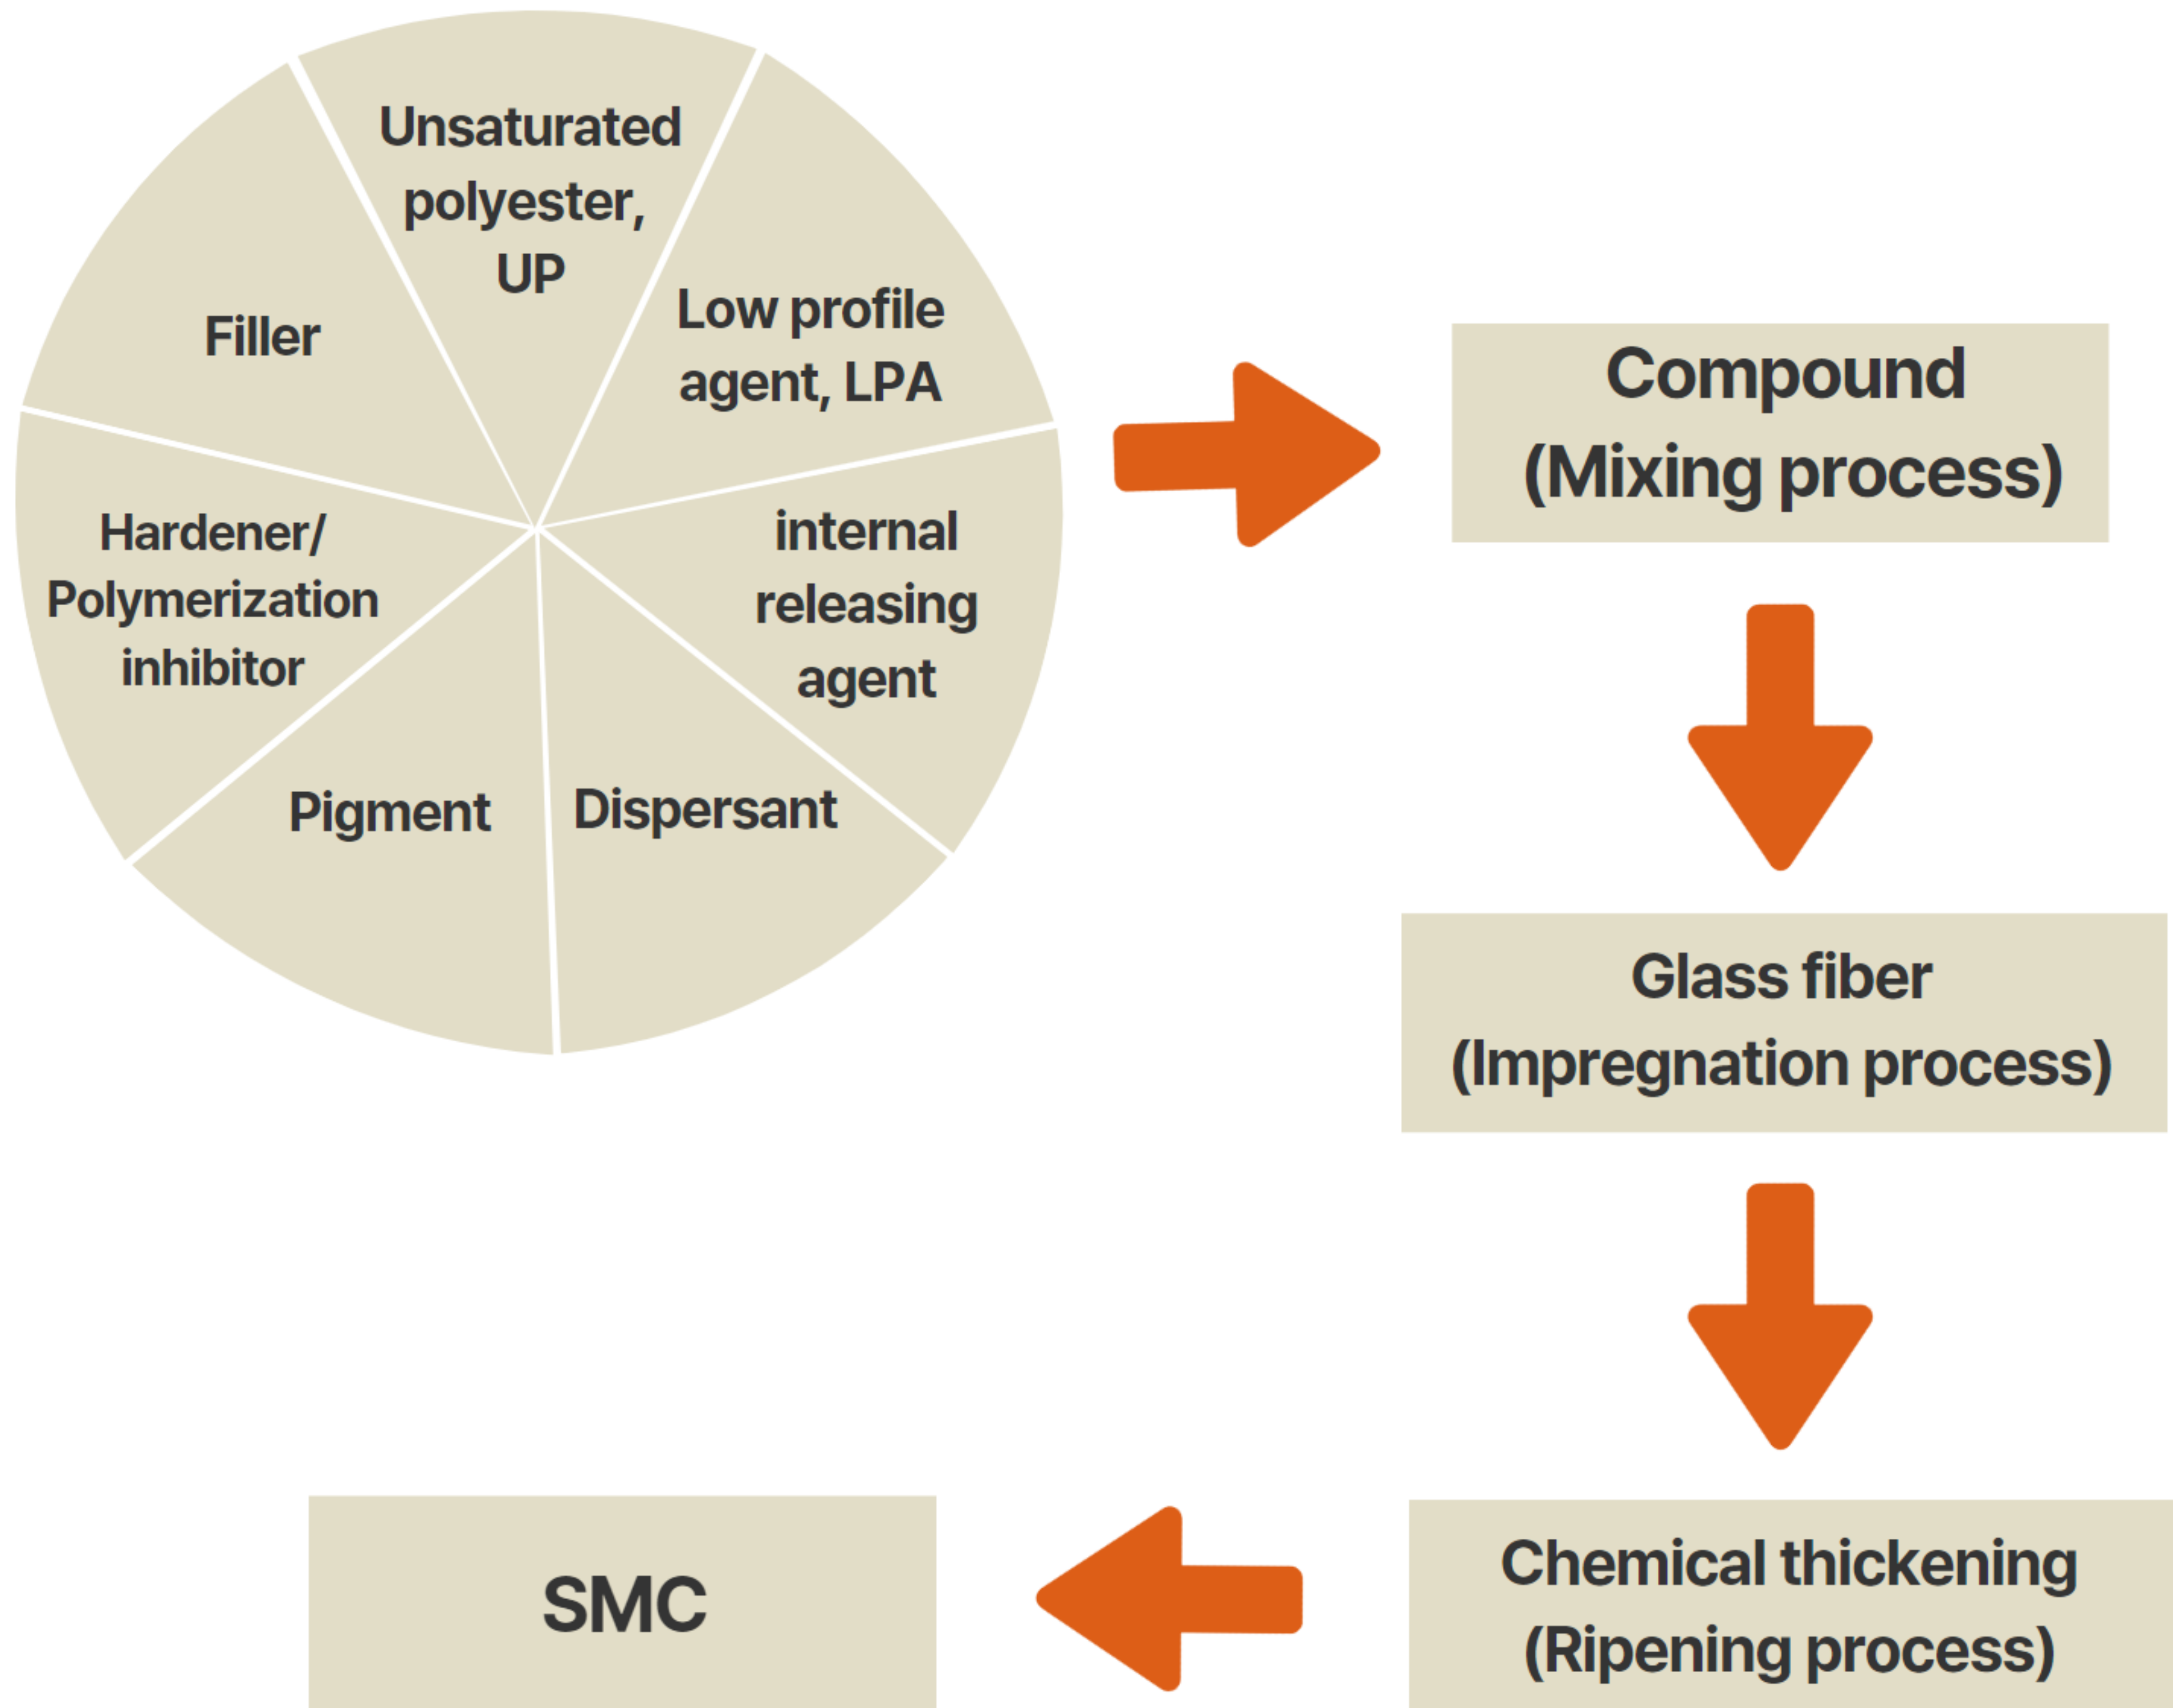 Unsaturated
polyester,
UP
Low profile
agent, LPA
internal
releasing
agent
Dispersant
Pigment
Hardener/
Polymerization
inhibitor
Filler
Compound
(Mixing process)
Glass fiber
(Impregnation process)
Chemical thickening
(Ripening process)
SMC